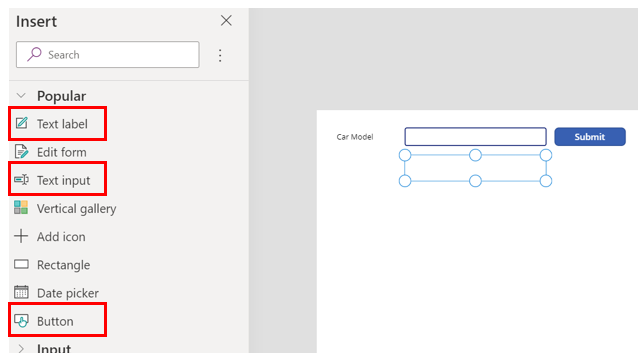 Insert
Search
Popular
Text label
Edit form
Text input
Vertical gallery
Add icon
Rectangle
Date picker
Button
Input
Car Model
Submit